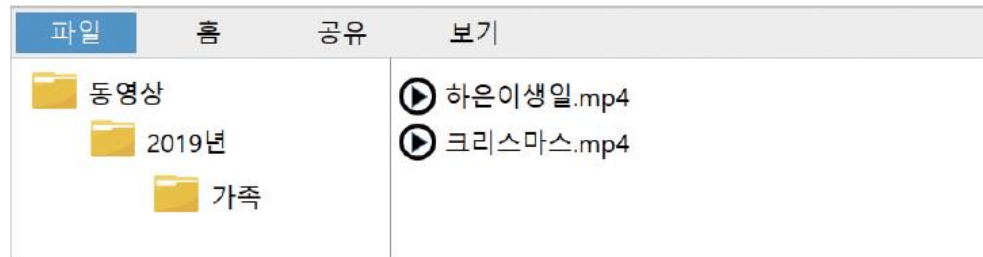 파일 홈 공유 보기
동영상
2019년
가족
하은이생일.mp4
크리스마스.mp4